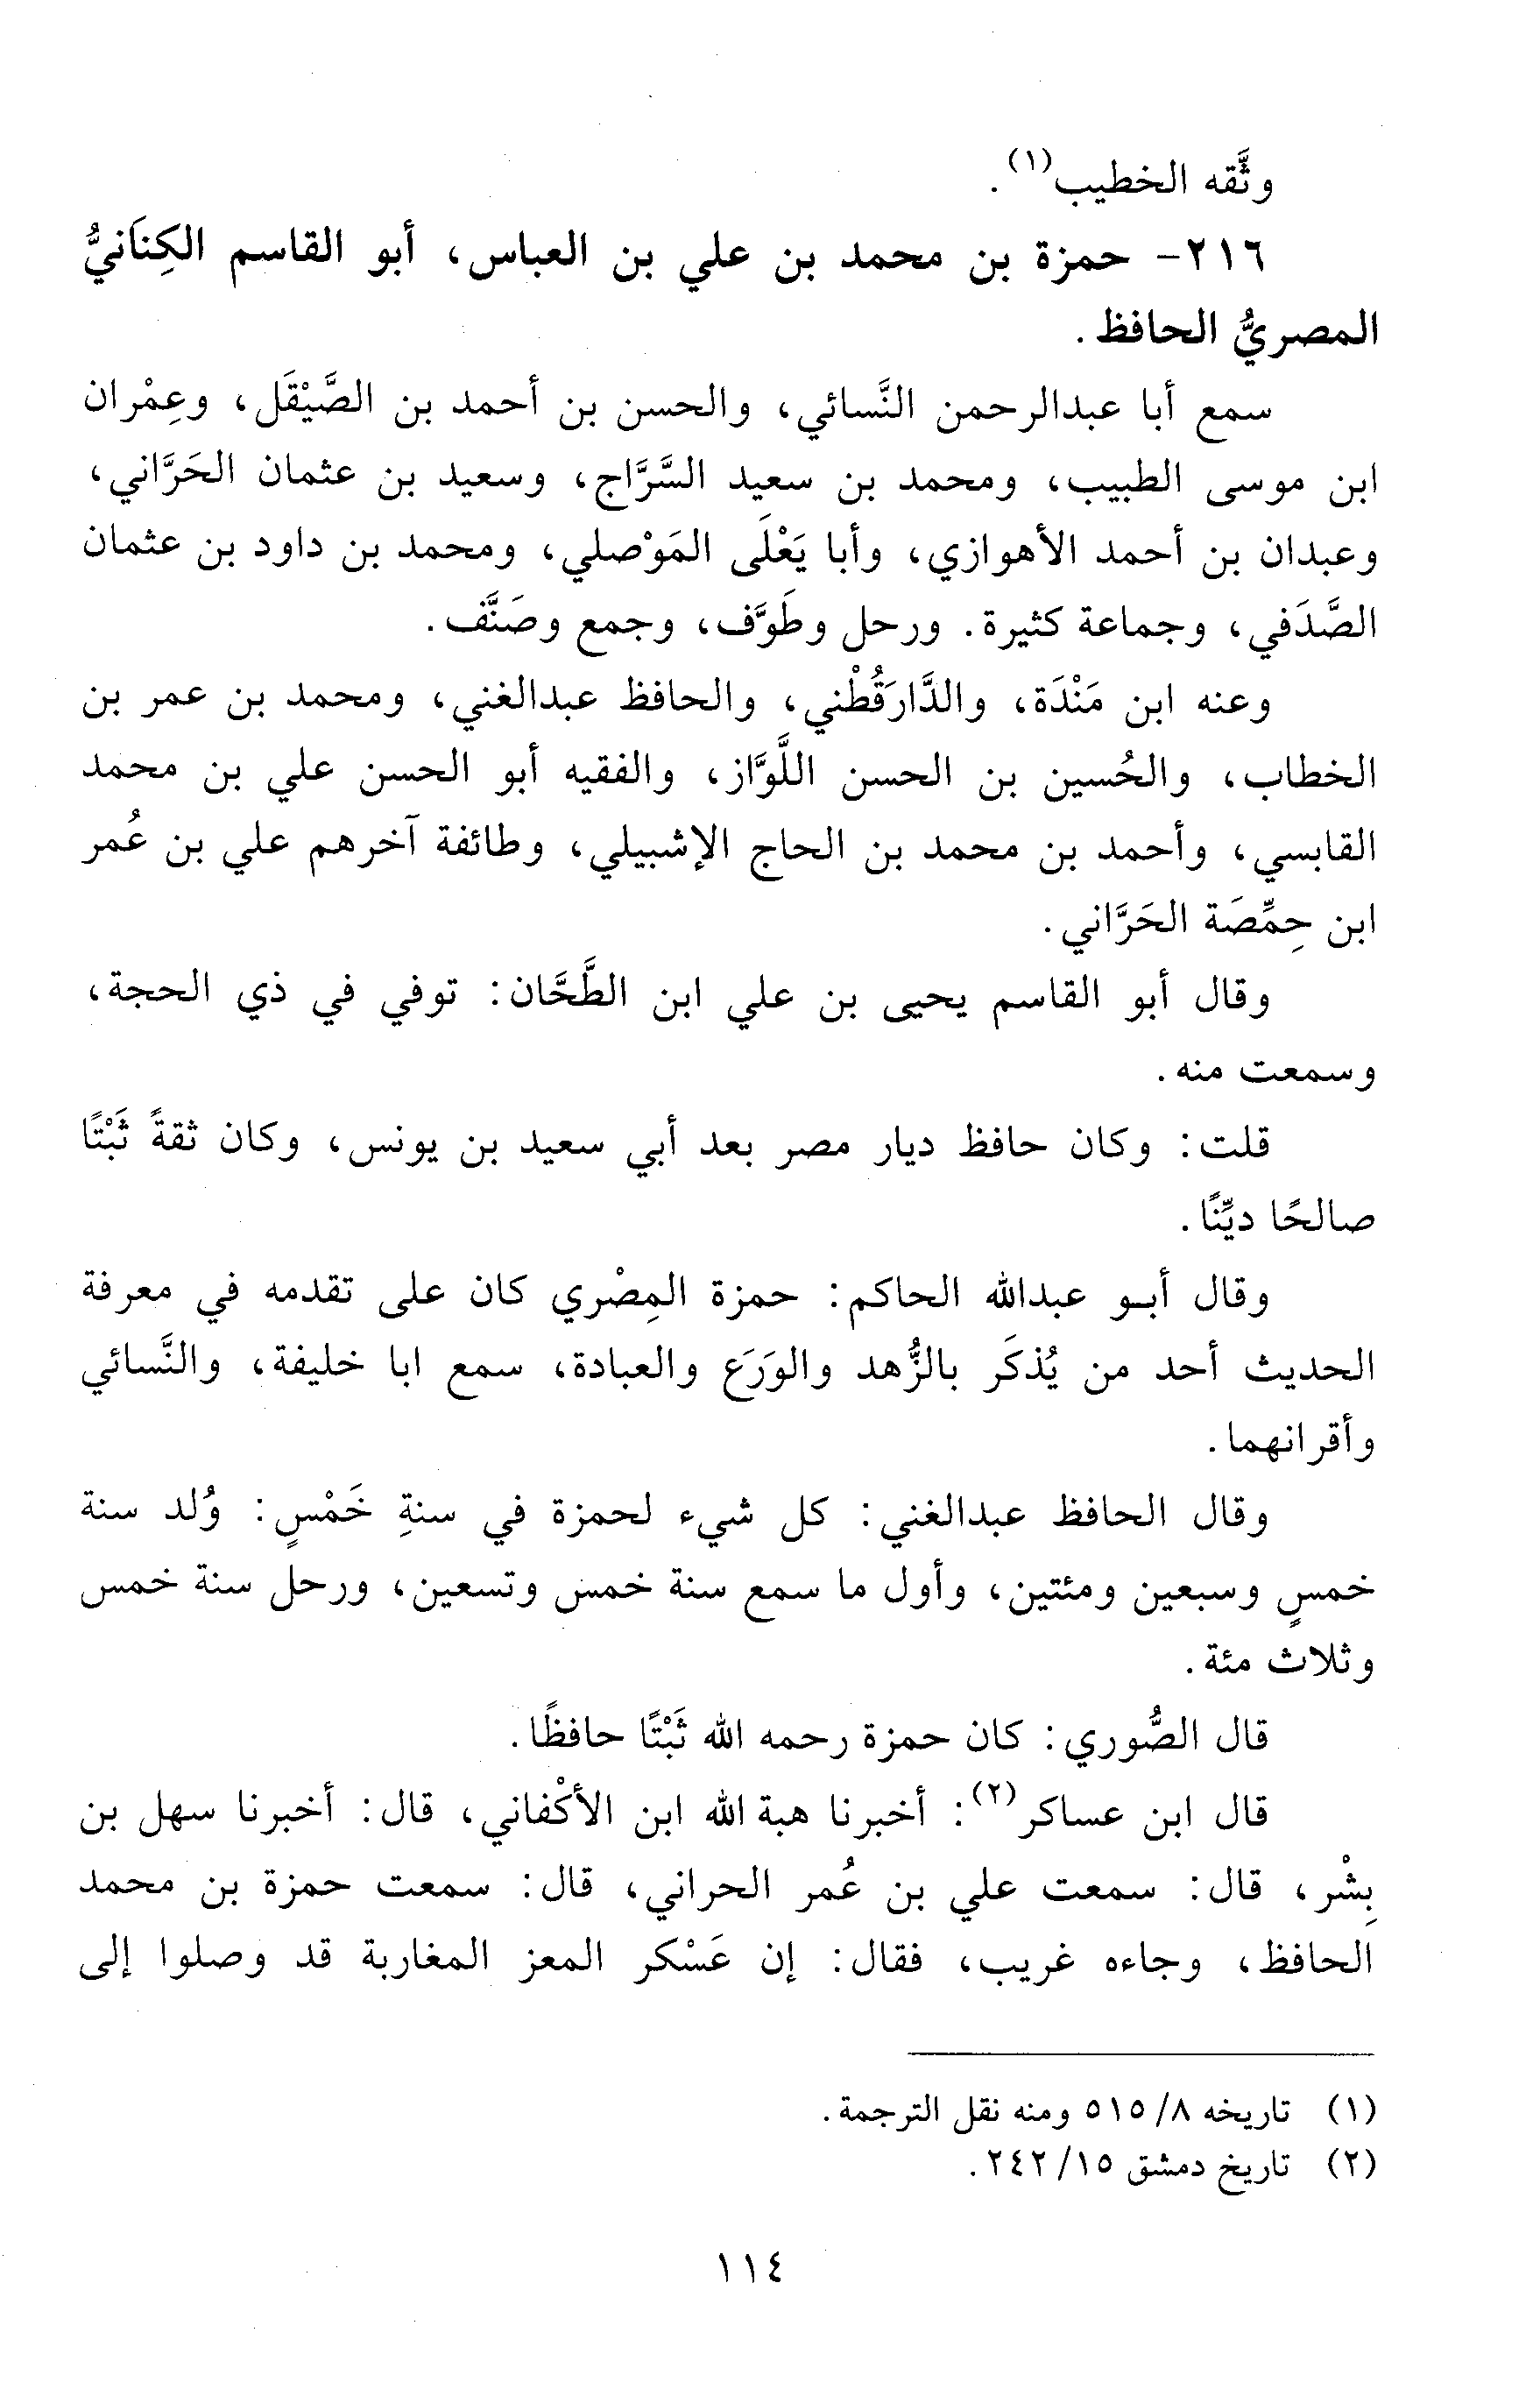 وثَّقه الخطيب(١).
٢١٦- حمزة بن محمد بن علي بن العباس، أبو القاسم الكِنَانيُّ
المصريُّ الحافظ.
سمع أبا عبدالرحمن النَّسائي، والحسن بن أحمد بن الصَّيْقَل، وعِمْران
ابن موسى الطبيب، ومحمد بن سعيد السَّرَّاج، وسعيد بن عثمان الحَرَّاني،
وعبدان بن أحمد الأهوازي، وأبا يَعْلَى المَوْصلي، ومحمد بن داود بن عثمان
الصَّدَفي، وجماعة كثيرة. ورحل وطَوَّف، وجمع وصَنَّف.
وعنه ابن مَنْدَة، والدَّارَقُطْني، والحافظ عبدالغني، ومحمد بن عمر بن
الخطاب، والحُسين بن الحسن اللَّوَّاز، والفقيه أبو الحسن علي بن محمد
القابسي، وأحمد بن محمد بن الحاج الإشبيلي، وطائفة آخرهم علي بن عُمر
ابن حِمِّصَة الحَرَّاني.
وقال أبو القاسم يحيى بن علي ابن الطَّحَّان: توفي في ذي الحجة،
وسمعت منه.
قلت: وكان حافظ ديار مصر بعد أبي سعيد بن يونس، وكان ثقةً ثَبْتًا
صالحًا ديِّنًا.
وقال أبو عبدالله الحاكم: حمزة المِصْري كان على تقدمه في معرفة
الحديث أحد من يُذكَر بالزُّهد والوَرَع والعبادة، سمع ابا خليفة، والنَّسائي
وأقرانهما.
وقال الحافظ عبدالغني: كل شيء لحمزة في سنةِ خَمْسٍ: وُلد سنة
خمسٍ وسبعين ومئتين، وأول ما سمع سنة خمس وتسعين، ورحل سنة خمس
وثلاث مئة.
قال الصُّوري: كان حمزة رحمه الله ثَبْتًا حافظًا.
قال ابن عساكر(٢): أخبرنا هبة الله ابن الأكْفاني، قال: أخبرنا سهل بن
بِشْر، قال: سمعت علي بن عُمر الحراني، قال: سمعت حمزة بن محمد
الحافظ، وجاءه غريب، فقال: إن عَسْكر المعز المغاربة قد وصلوا إلى
(١) تاريخه ٨/ ٥١٥ ومنه نقل الترجمة.
(٢) تاريخ دمشق ١٥/ ٢٤٢.
١١٤